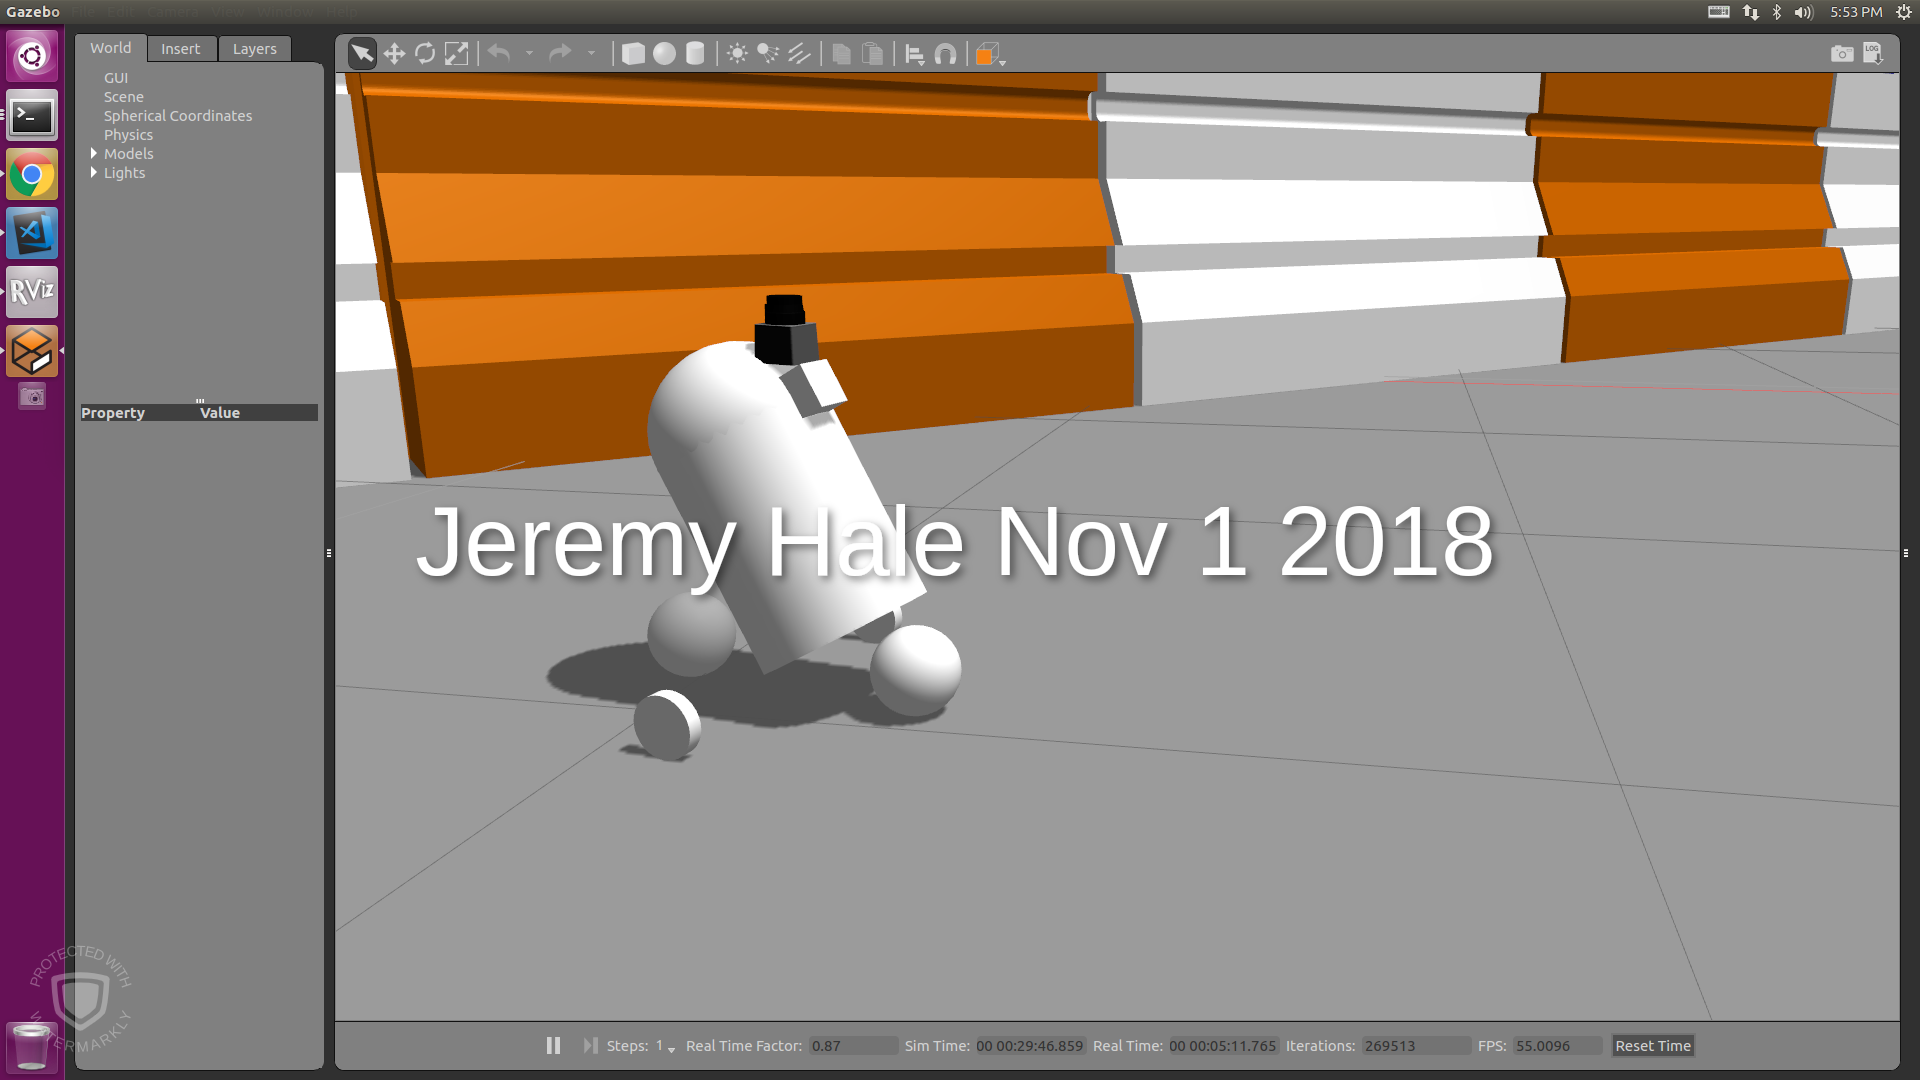 Gazebo
5:53 PM
World Insert Layers
GUI
Scene
Spherical Coordinates
Physics
Models
Lights
RViz
LOG
Property Value
Jeremy Hale Nov 1 2018
PROTECTED WITH
WATERMARKLY
Steps: 1 Real Time Factor: 0.87 Sim Time: 00 00:29:46.859 Real Time: 00 00:05:11.765 Iterations: 269513 FPS: 55.0096 Reset Time